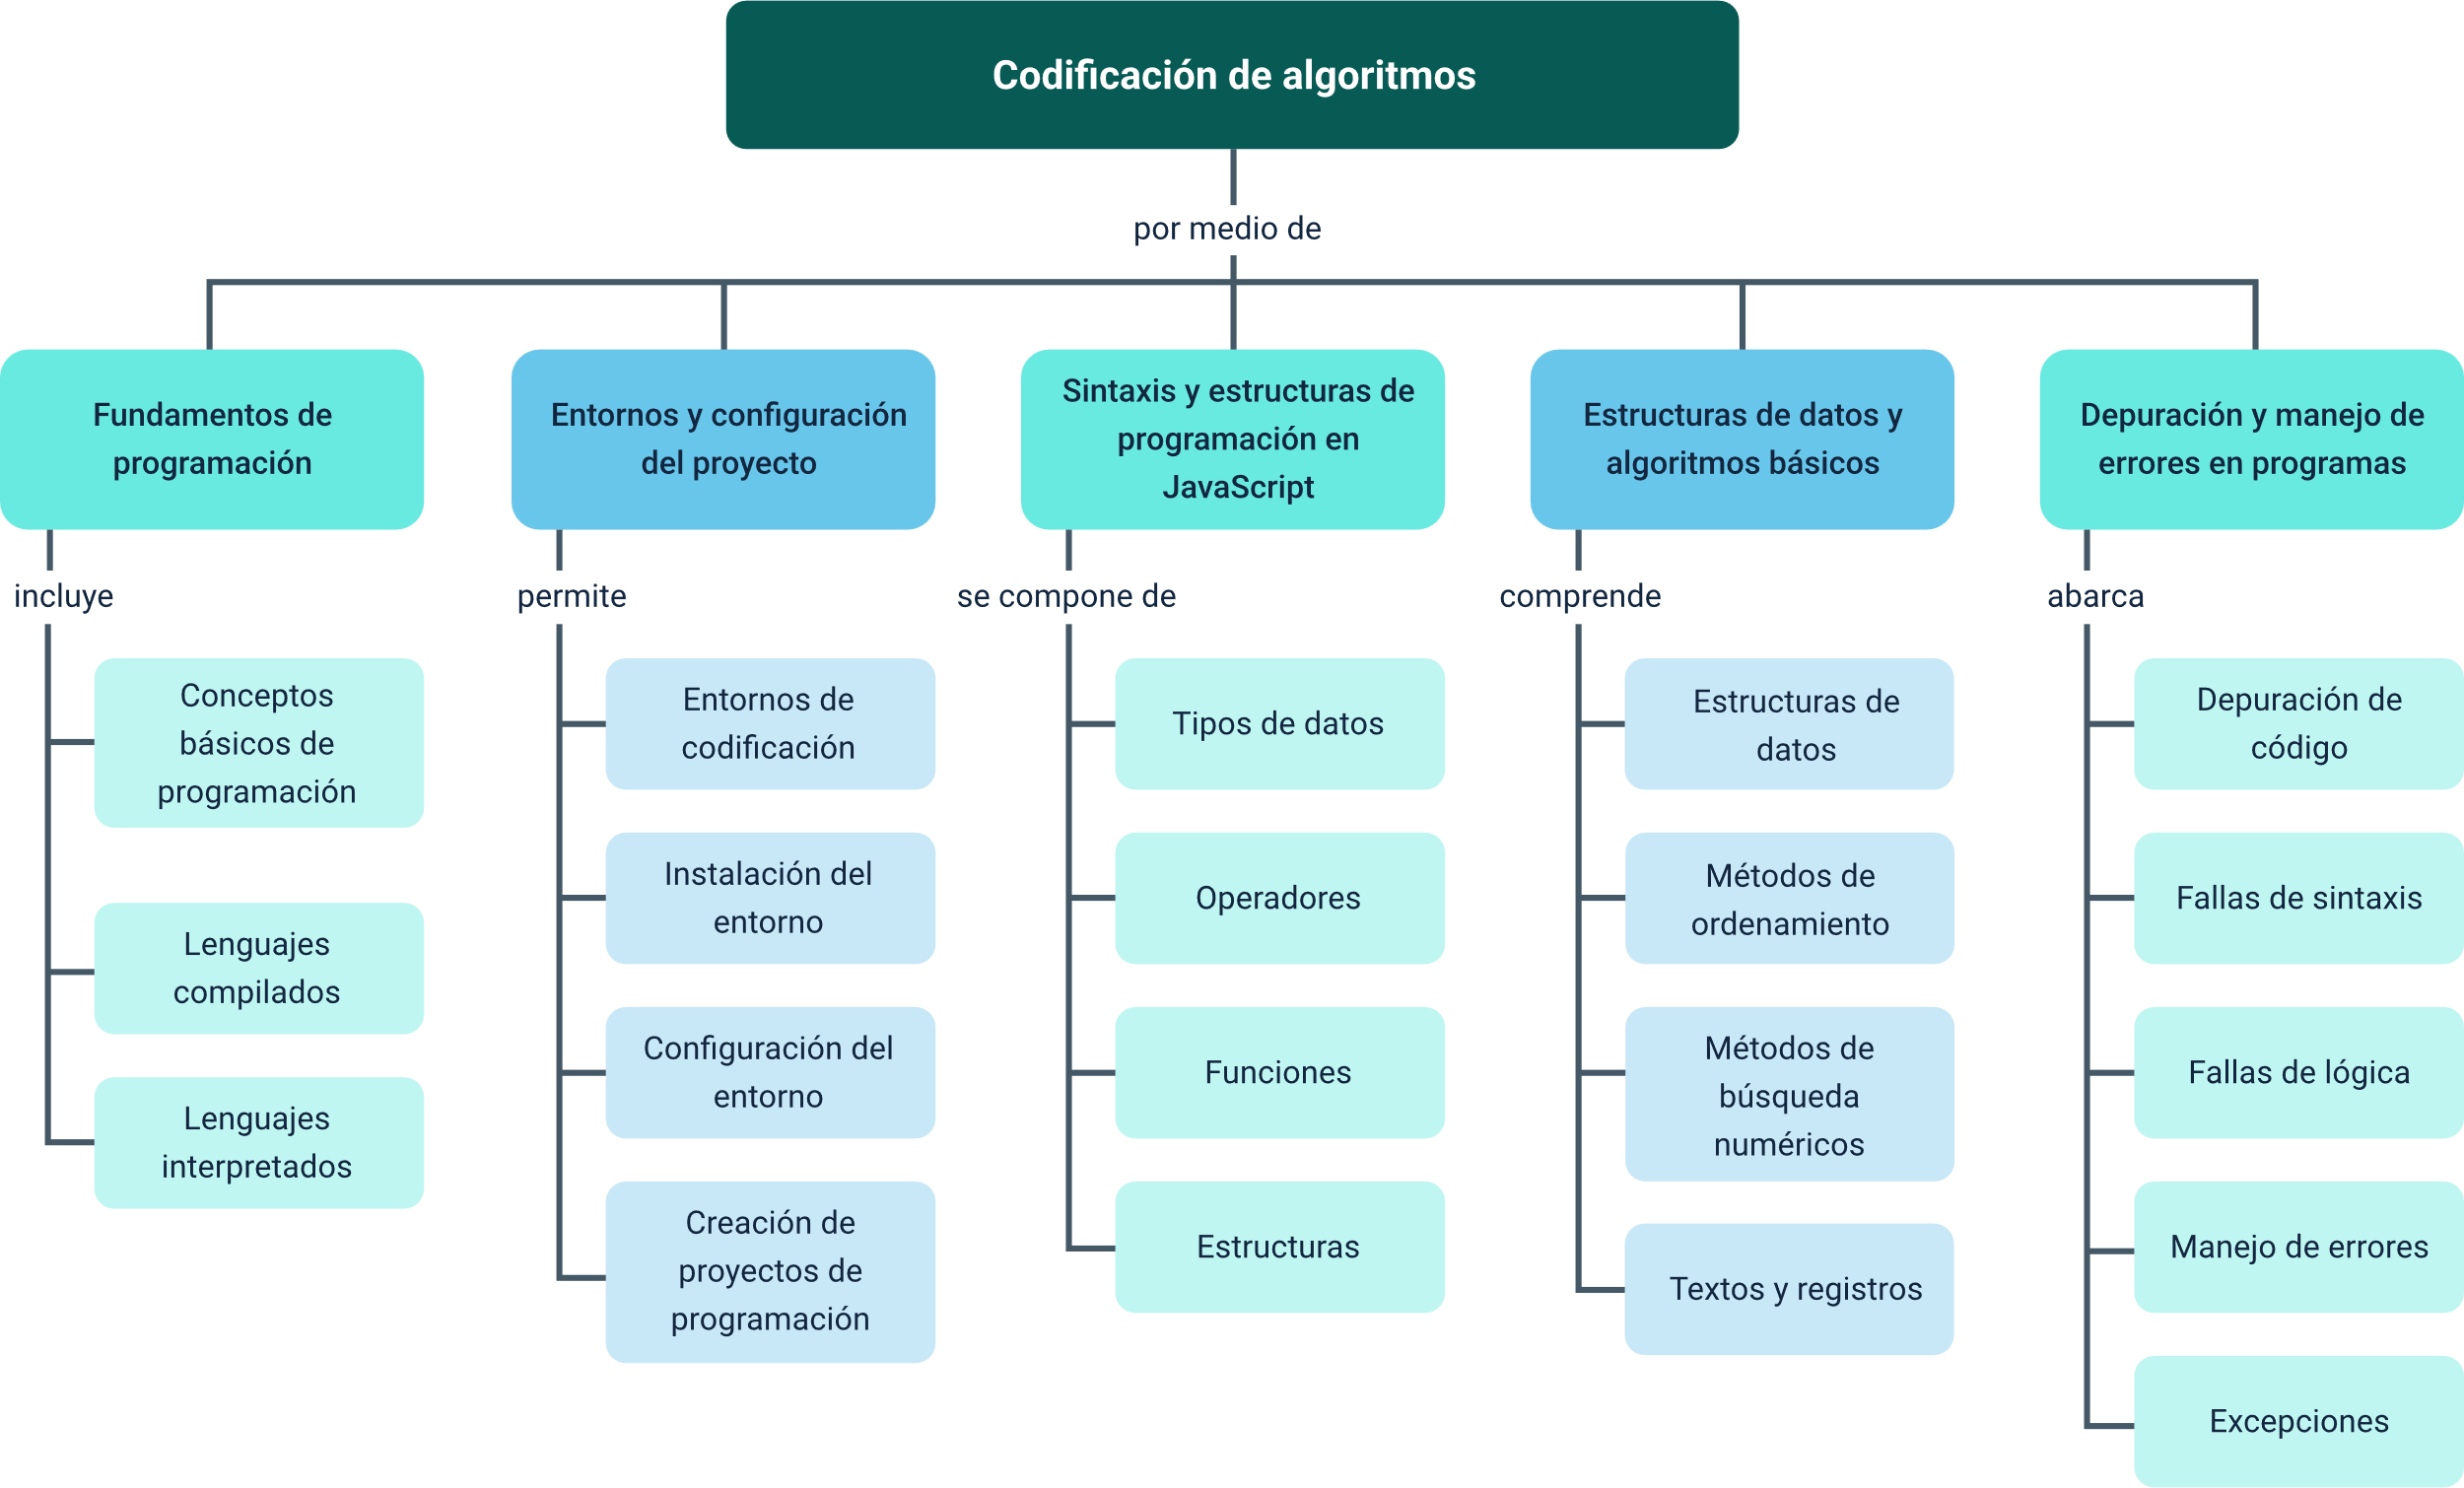 Codificación de algoritmos
por medio de
Fundamentos de
programación
incluye
Conceptos
básicos de
programación
Lenguajes
compilados
Lenguajes
interpretados
Entornos y configuración
del proyecto
permite
Entornos de
codificación
Instalación del
entorno
Configuración del
entorno
Creación de
proyectos de
programación
Sintaxis y estructuras de
programación en
JavaScript
se compone de
Tipos de datos
Operadores
Funciones
Estructuras
Estructuras de datos y
algoritmos básicos
comprende
Estructuras de
datos
Métodos de
ordenamiento
Métodos de
búsqueda
numéricos
Textos y registros
Depuración y manejo de
errores en programas
abarca
Depuración de
código
Fallas de sintaxis
Fallas de lógica
Manejo de errores
Excepciones